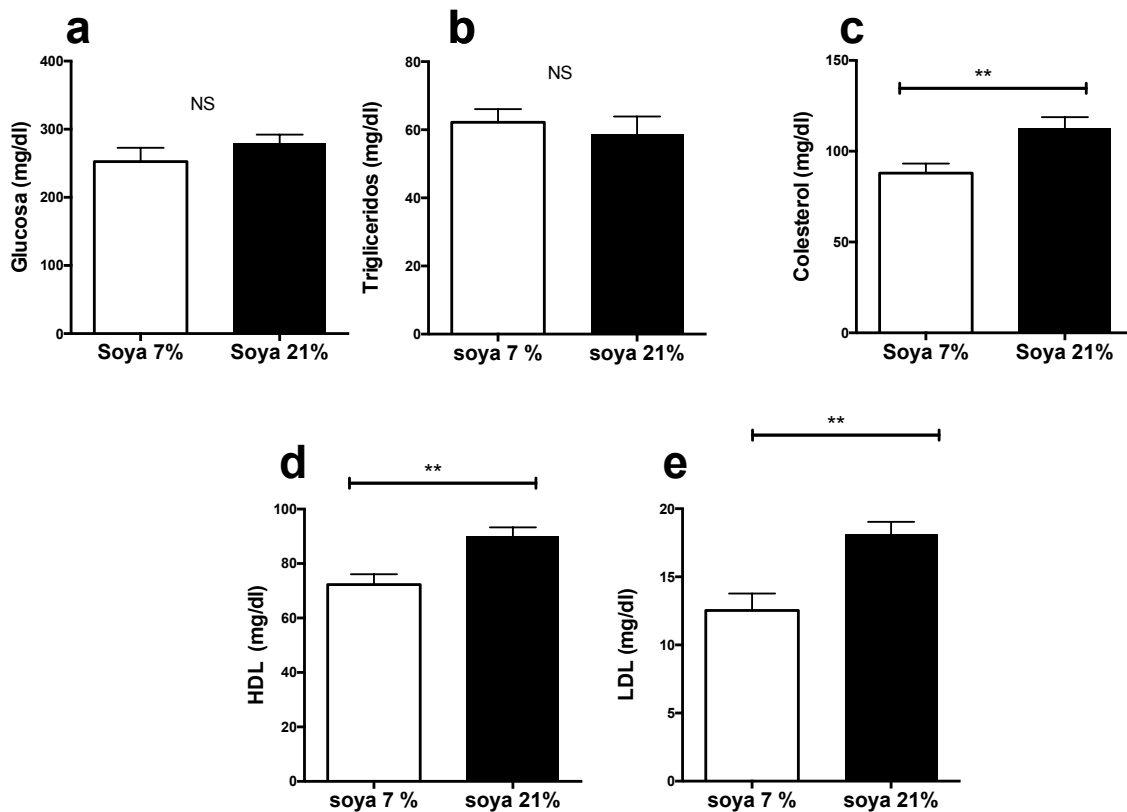 a
400
300
200
100
0
Glucosa (mg/dl)
NS
Soya 7%
Soya 21%
b
80
60
40
20
0
Trigliceridos (mg/dl)
NS
soya 7 %
Soya 21%
c
150
100
50
0
Colesterol (mg/dl)
**
Soya 7%
Soya 21%
d
100
80
60
40
20
0
HDL (mg/dl)
**
soya 7 %
soya 21%
e
20
15
10
5
0
LDL (mg/dl)
**
soya 7 %
soya 21%